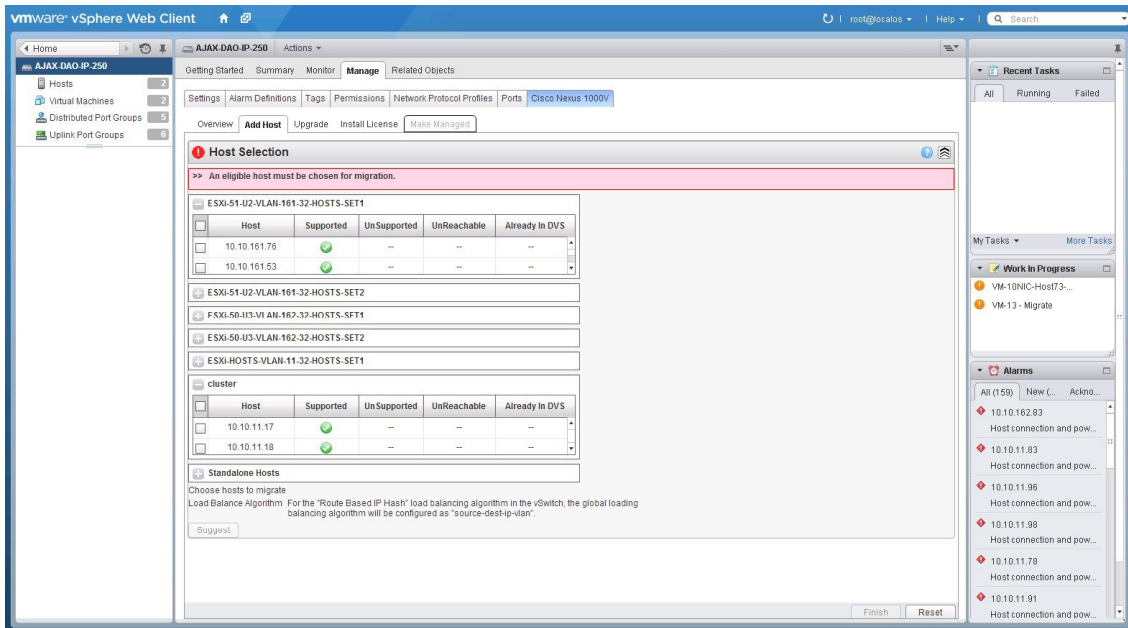 vmware® vSphere Web Client
root@localos
Help
Search
Home
AJAX-DAO-IP-250
Hosts 2
Virtual Machines 2
Distributed Port Groups 5
Uplink Port Groups 6
AJAX-DAO-IP-250 Actions
Getting Started Summary Monitor Manage Related Objects
Settings Alarm Definitions Tags Permissions Network Protocol Profiles Ports Cisco Nexus 1000V
Overview Add Host Upgrade Install License Make Managed
Host Selection
>> An eligible host must be chosen for migration.
ESXi-51-U2-VLAN-161-32-HOSTS-SET1
Host Supported UnSupported UnReachable Already In DVS
10.10.161.76 -- -- --
10.10.161.53 -- -- --
ESXi-51-U2-VLAN-161-32-HOSTS-SET2
ESXi-50-U3-VLAN-162-32-HOSTS-SET1
ESXi-50-U3-VLAN-162-32-HOSTS-SET2
ESXi-HOSTS-VLAN-11-32-HOSTS-SET1
cluster
Host Supported UnSupported UnReachable Already In DVS
10.10.11.17 -- -- --
10.10.11.18 -- -- --
Standalone Hosts
Choose hosts to migrate
Load Balance Algorithm For the "Route Based IP Hash" load balancing algorithm in the vSwitch, the global loading
balancing algorithm will be configured as "source-dest-ip-vlan".
Suggest
Finish Reset
Recent Tasks
All Running Failed
My Tasks More Tasks
Work In Progress
VM-10NIC-Host73-...
VM-13 - Migrate
Alarms
All (159) New (... Ackno...
10.10.162.83
Host connection and pow...
10.10.11.83
Host connection and pow...
10.10.11.96
Host connection and pow...
10.10.11.98
Host connection and pow...
10.10.11.78
Host connection and pow...
10.10.11.91
Host connection and pow...